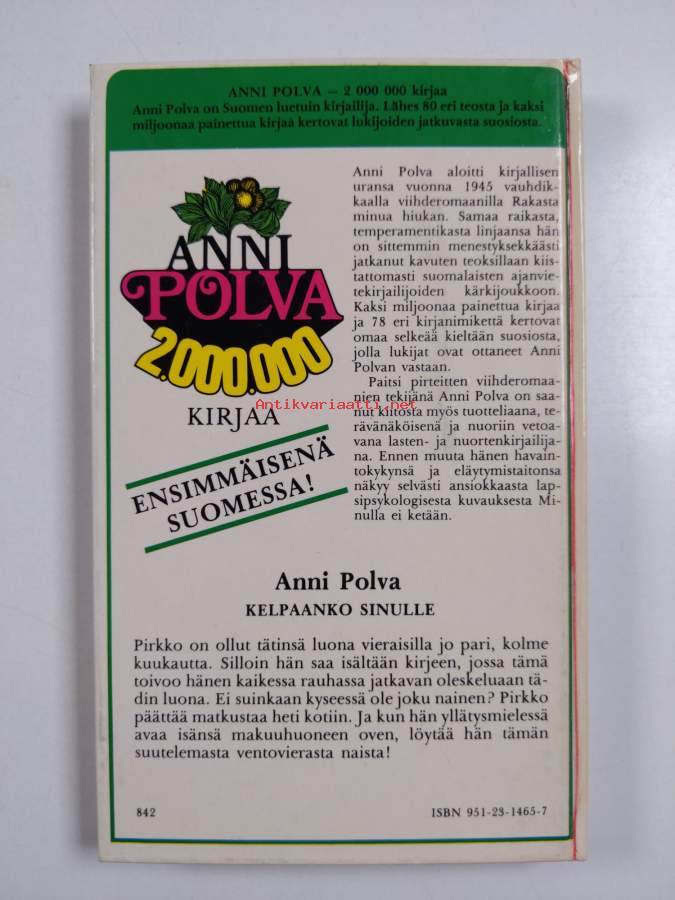 ANNI POLVA – 2 000 000 kirjaa
Anni Polva on Suomen luetuin kirjailija. Lähes 80 eri teosta ja kaksi
miljoonaa painettua kirjaa kertovat lukijoiden jatkuvasta suosiosta.
ANNI
POLVA
2.000.000
KIRJAA
ENSIMMÄISENÄ
SUOMESSA!
Anni Polva aloitti kirjallisen
uransa vuonna 1945 vauhdik-
kaalla viihderomaanilla Rakasta
minua hiukan. Samaa raikasta,
temperamentikasta linjaansa hän
on sittemmin menestyksekkäästi
jatkanut kavuten teoksillaan kiis-
tattomasti suomalaisten ajanvie-
tekirjailijoiden kärkijoukkoon.
Kaksi miljoonaa painettua kirjaa
ja 78 eri kirjanimikettä kertovat
omaa selkeää kieltään suosiosta,
jolla lukijat ovat ottaneet Anni
Polvan vastaan.
Paitsi pirteitten viihderomaa-
nien tekijänä Anni Polva on saa-
nut kiitosta myös tuotteliaana, te-
rävänäköisenä ja nuoriin vetoa-
vana lasten- ja nuortenkirjailija-
na. Ennen muuta hänen havain-
tokykynsä ja eläytymistaitonsa
näkyy selvästi ansiokkaasta lap-
sipsykologisesta kuvauksesta Mi-
nulla ei ketään.
Antikvariaatti.net
Anni Polva
KELPAANKO SINULLE
Pirkko on ollut tätinsä luona vieraisilla jo pari, kolme
kuukautta. Silloin hän saa isältään kirjeen, jossa tämä
toivoo hänen kaikessa rauhassa jatkavan oleskeluaan tä-
din luona. Ei suinkaan kyseessä ole joku nainen? Pirkko
päättää matkustaa heti kotiin. Ja kun hän yllätysmielessä
avaa isänsä makuuhuoneen oven, löytää hän tämän
suutelemasta ventovierasta naista!
842
ISBN 951-23-1465-7